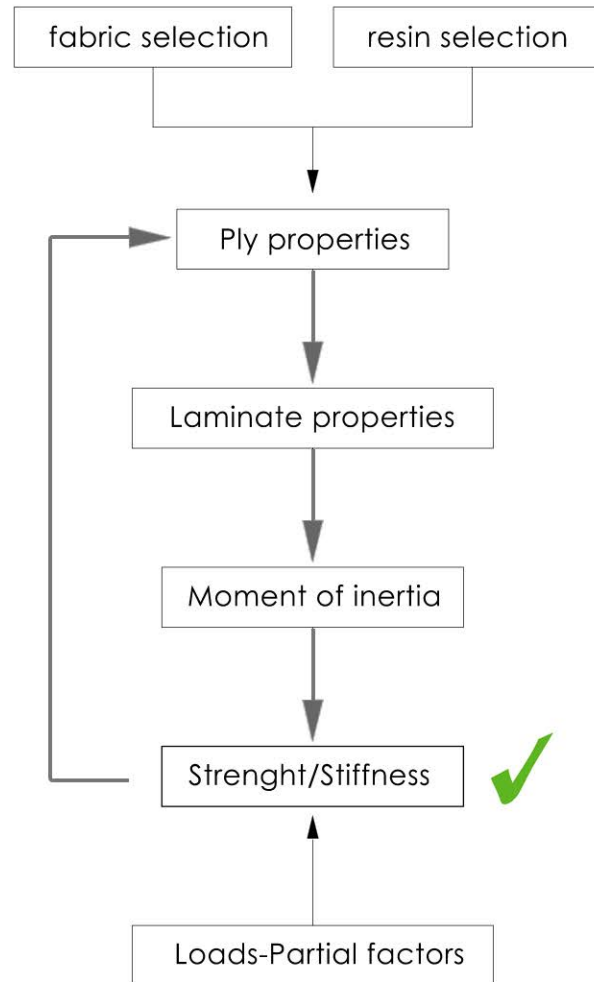 fabric selection
resin selection
Ply properties
Laminate properties
Moment of inertia
Strenght/Stiffness
Loads-Partial factors